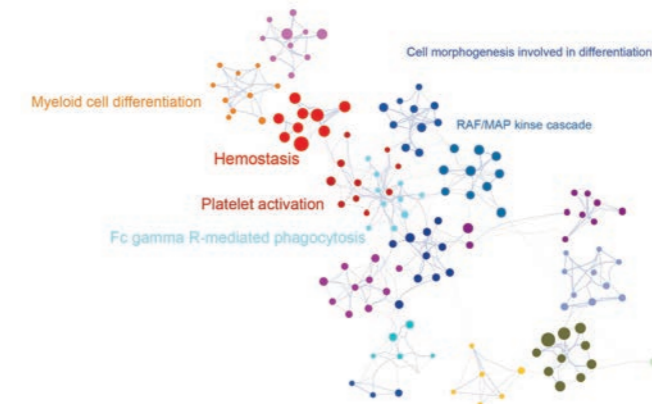 Cell morphogenesis involved in differentiation
Myeloid cell differentiation
RAF/MAP kinse cascade
Hemostasis
Platelet activation
Fc gamma R-mediated phagocytosis